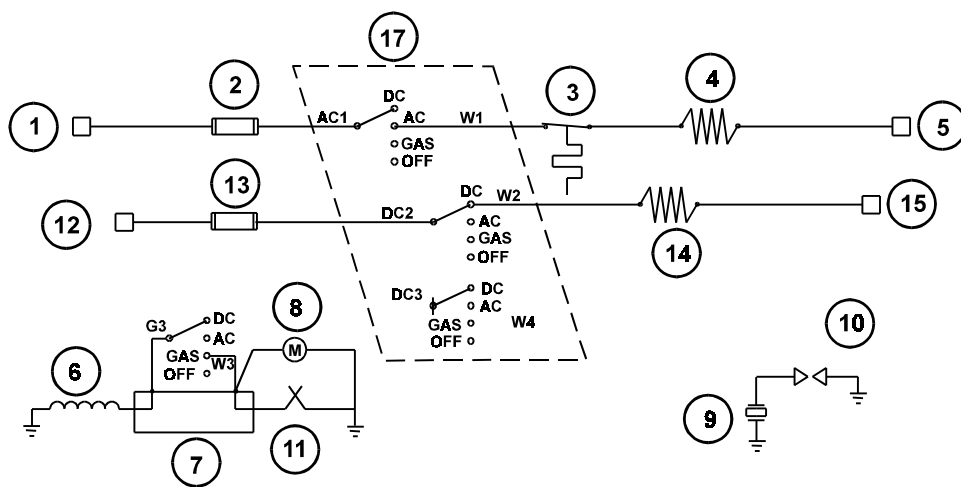 17
2
4
3
DC
1
AC1
AC
W1
5
GAS
OFF
13
DC
W2
15
12
DC2
AC
GAS
OFF
14
DC
DC3
AC
8
10
GAS
W4
OFF
DC
G3
AC
M
GAS
W3
6
OFF
9
7
11